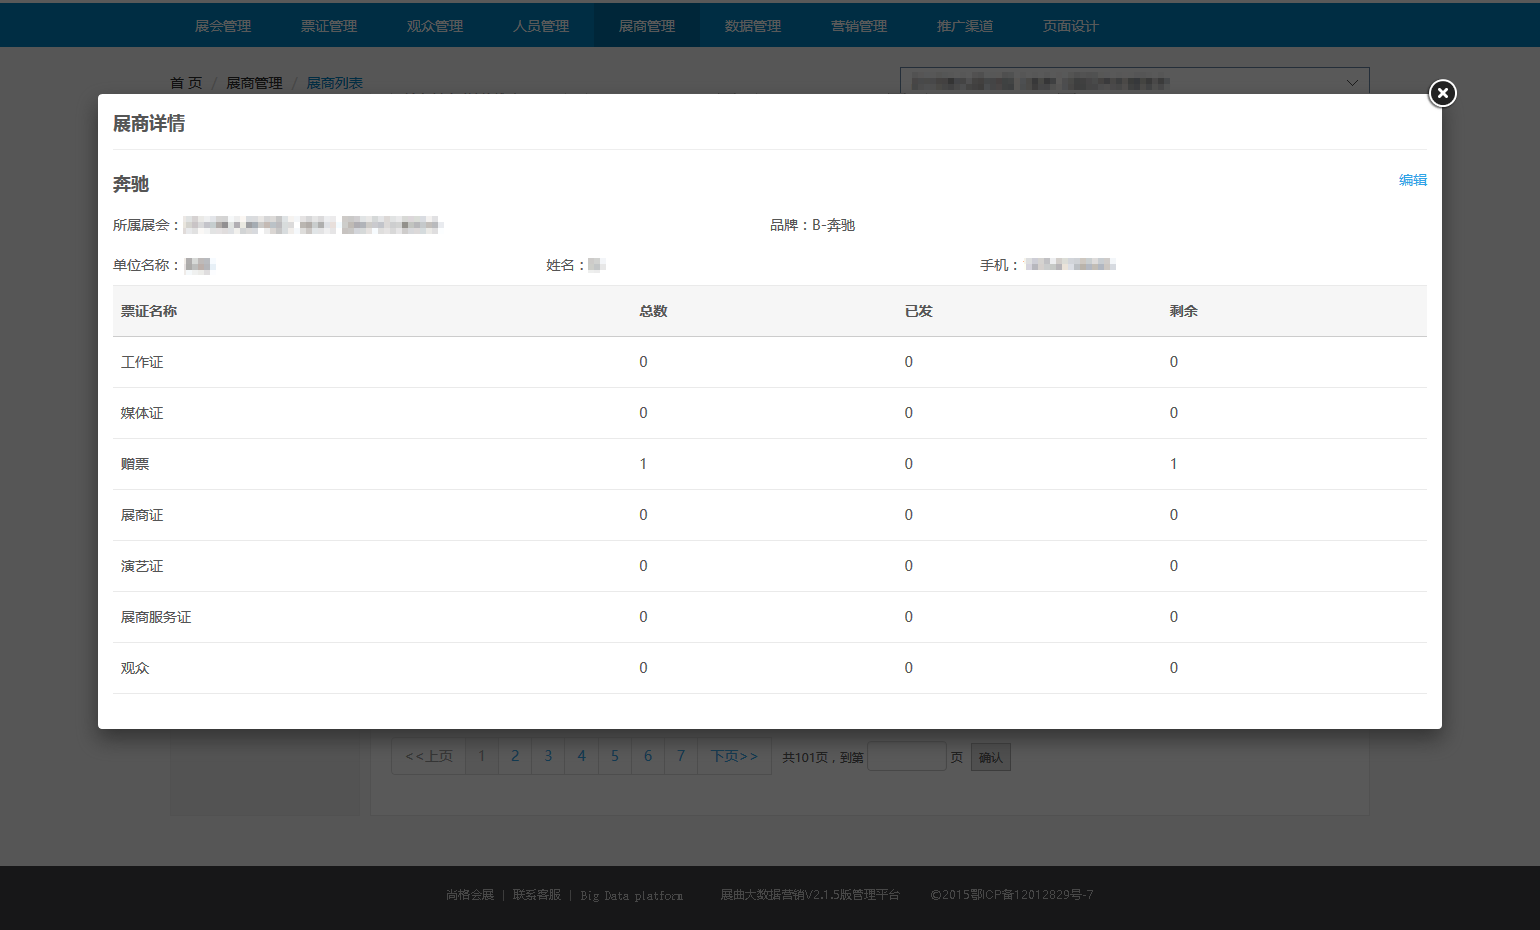 展会管理 票证管理 观众管理 人员管理 展商管理 数据管理 营销管理 推广渠道 页面设计
首 页 / 展商管理 / 展商列表
展商详情
奔驰 编辑
所属展会： 品牌：B-奔驰
单位名称： 姓名： 手机：
票证名称 总数 已发 剩余
工作证 0 0 0
媒体证 0 0 0
赠票 1 0 1
展商证 0 0 0
演艺证 0 0 0
展商服务证 0 0 0
观众 0 0 0
<<上页 1 2 3 4 5 6 7 下页>> 共101页，到第 页 确认
尚格会展 | 联系客服 | Big Data platform 展曲大数据营销V2.1.5版管理平台 ©2015鄂ICP备12012829号-7